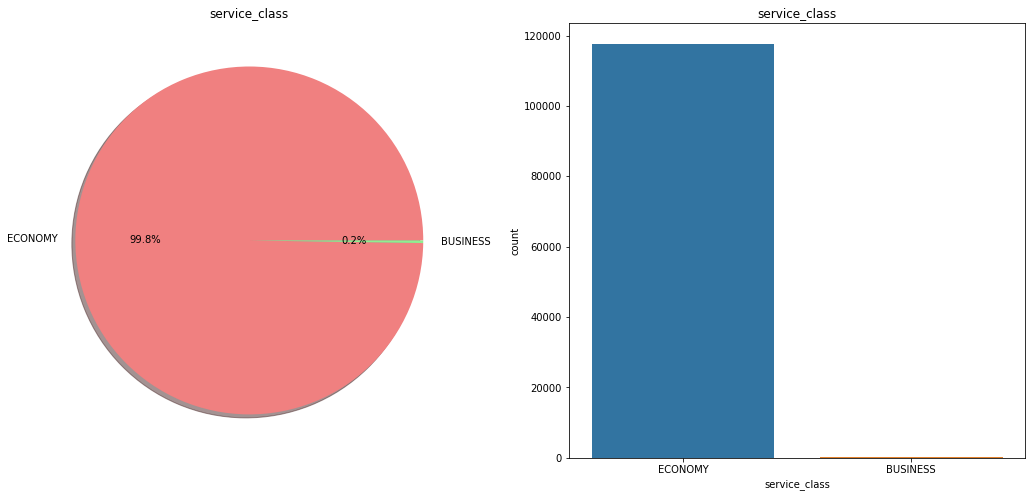 service_class
ECONOMY
99.8%
0.2%
BUSINESS
service_class
120000
100000
80000
60000
40000
20000
0
count
ECONOMY
BUSINESS
service_class